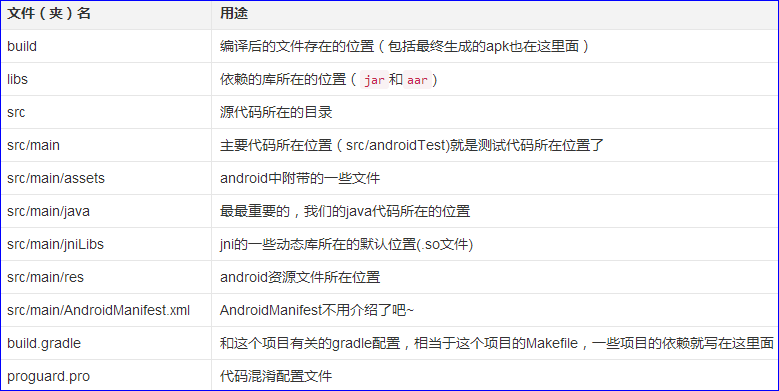 文件（夹）名 用途
build 编译后的文件存在的位置（包括最终生成的apk也在这里面）
libs 依赖的库所在的位置（ jar 和 aar ）
src 源代码所在的目录
src/main 主要代码所在位置（src/androidTest)就是测试代码所在位置了
src/main/assets android中附带的一些文件
src/main/java 最最重要的，我们的java代码所在的位置
src/main/jniLibs jni的一些动态库所在的默认位置(.so文件)
src/main/res android资源文件所在位置
src/main/AndroidManifest.xml AndroidManifest不用介绍了吧~
build.gradle 和这个项目有关的gradle配置，相当于这个项目的Makefile，一些项目的依赖就写在这里面
proguard.pro 代码混淆配置文件